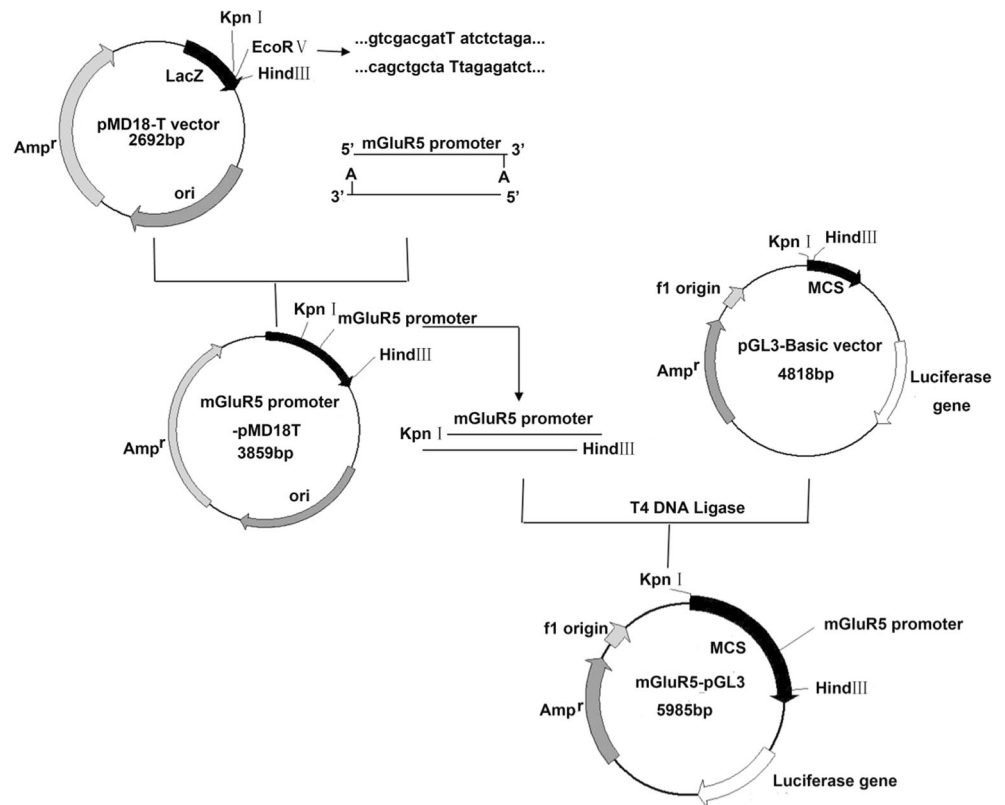 Kpn Ⅰ
EcoR Ⅴ
HindIII
...gtcgacgatT atctctaga...
...cagctgcta Ttagagatct...
LacZ
pMD18-T vector
2692bp
Ampr
ori
5’ mGluR5 promoter 3’
A A
3’ 5’
Kpn Ⅰ
HindIII
MCS
f1 origin
pGL3-Basic vector
4818bp
Ampr
Luciferase
gene
Kpn Ⅰ
mGluR5 promoter
HindIII
mGluR5 promoter
-pMD18T
3859bp
Ampr
ori
mGluR5 promoter
Kpn Ⅰ
HindIII
T4 DNA Ligase
Kpn Ⅰ
f1 origin
MCS
mGluR5 promoter
mGluR5-pGL3
5985bp
HindIII
Ampr
Luciferase gene